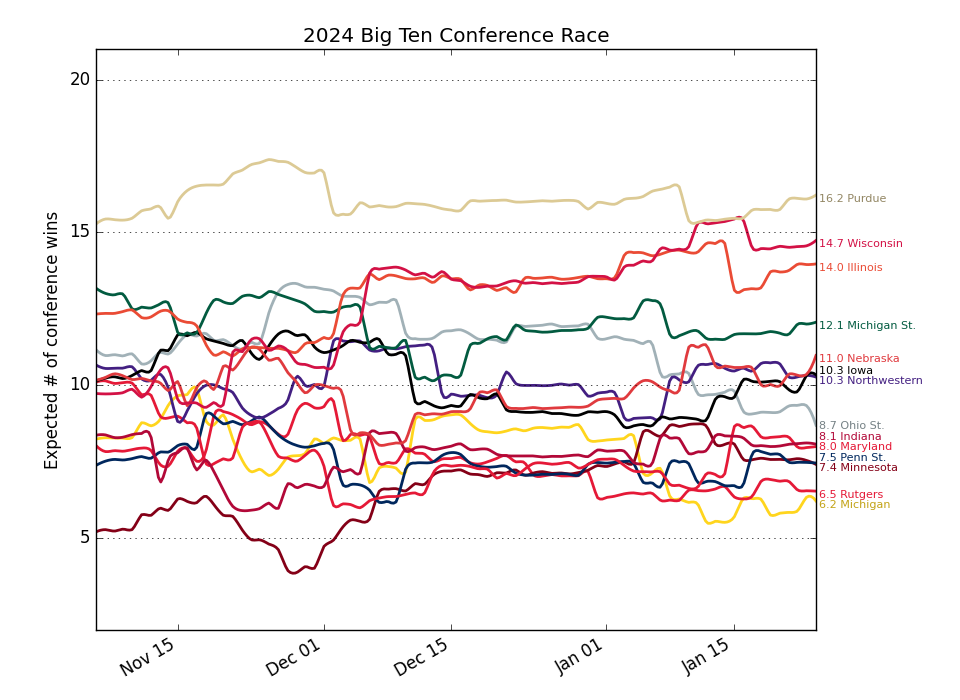 2024 Big Ten Conference Race
Expected # of conference wins
20
15
10
5
16.2 Purdue
14.7 Wisconsin
14.0 Illinois
12.1 Michigan St.
11.0 Nebraska
10.3 Iowa
10.3 Northwestern
8.7 Ohio St.
8.1 Indiana
8.0 Maryland
7.5 Penn St.
7.4 Minnesota
6.5 Rutgers
6.2 Michigan
Nov 15
Dec 01
Dec 15
Jan 01
Jan 15